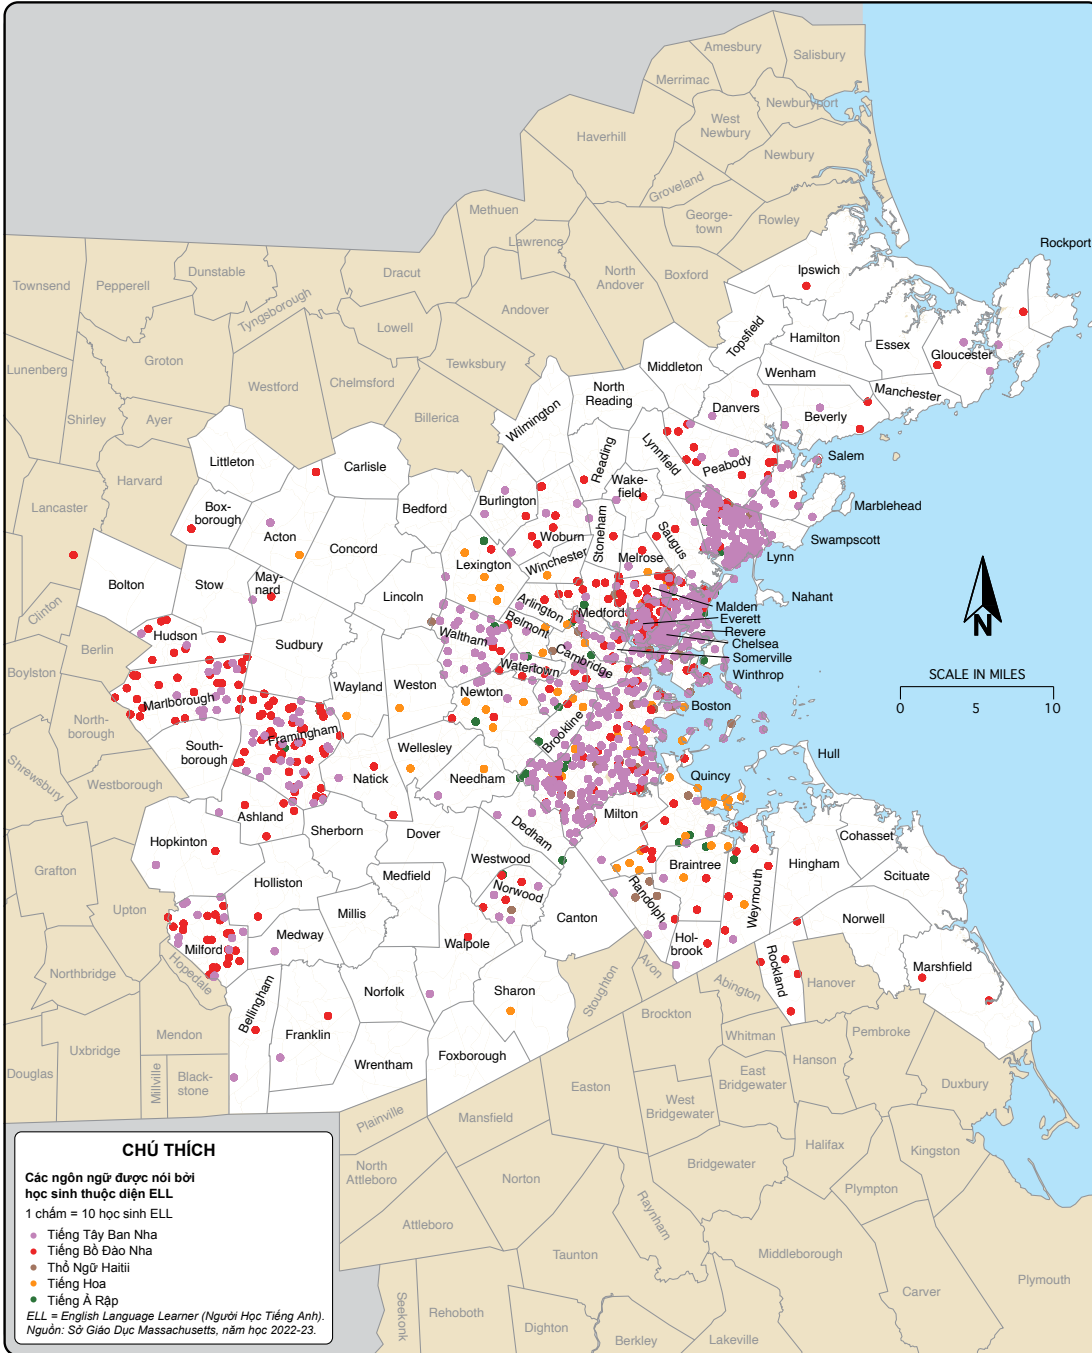 Amesbury
Salisbury
Merrimac
Newburyport
West
Newbury
Haverhill
Newbury
Groveland
Methuen
George-
town
Rowley
Lawrence
Rockport
Dunstable
Dracut
North
Andover
Boxford
Ipswich
Townsend
Pepperell
Tyngsborough
Andover
Lowell
Topsfield
Hamilton
Essex
Gloucester
Groton
Tewksbury
Middleton
Lunenberg
Westford
Chelmsford
Wenham
North
Reading
Manchester
Shirley
Ayer
Billerica
Wilmington
Danvers
Beverly
Littleton
Carlisle
Reading
Lynnfield
Peabody
Salem
Harvard
Wake-
field
Lancaster
Box-
borough
Bedford
Burlington
Marblehead
Acton
Concord
Woburn
Stoneham
Saugus
Swampscott
Lexington
Winchester
Melrose
Lynn
Bolton
Stow
May-
nard
Lincoln
Nahant
Clinton
Arlington
Medford
Malden
Everett
Revere
Chelsea
Somerville
Winthrop
Hudson
Belmont
Waltham
Berlin
Sudbury
Boylston
Watertown
Cambridge
N
SCALE IN MILES
0
5
10
Wayland
Weston
Newton
Marlborough
Boston
North-
borough
Framingham
Brookline
South-
borough
Wellesley
Hull
Shrewsbury
Westborough
Natick
Needham
Quincy
Ashland
Milton
Hopkinton
Sherborn
Dover
Dedham
Cohasset
Westwood
Braintree
Hingham
Grafton
Holliston
Medfield
Scituate
Norwood
Randolph
Weymouth
Upton
Millis
Canton
Norwell
Medway
Walpole
Hol-
brook
Milford
Rockland
Northbridge
Hopedale
Avon
Marshfield
Stoughton
Abington
Hanover
Bellingham
Norfolk
Sharon
Brockton
Mendon
Franklin
Whitman
Pembroke
Uxbridge
Foxborough
Hanson
Wrentham
East
Bridgewater
Douglas
Millville
Black-
stone
Easton
Duxbury
West
Bridgewater
Plainville
Mansfield
Halifax
Kingston
North
Attleboro
Bridgewater
Norton
Plympton
Raynham
Attleboro
Taunton
Middleborough
Plymouth
Carver
Seekonk
Rehoboth
Dighton
Berkley
Lakeville
CHÚ THÍCH
Các ngôn ngữ được nói bởi
học sinh thuộc diện ELL
1 chấm = 10 học sinh ELL
Tiếng Tây Ban Nha
Tiếng Bồ Đào Nha
Thổ Ngữ Haitii
Tiếng Hoa
Tiếng Ả Rập
ELL = English Language Learner (Người Học Tiếng Anh).
Nguồn: Sở Giáo Dục Massachusetts, năm học 2022-23.